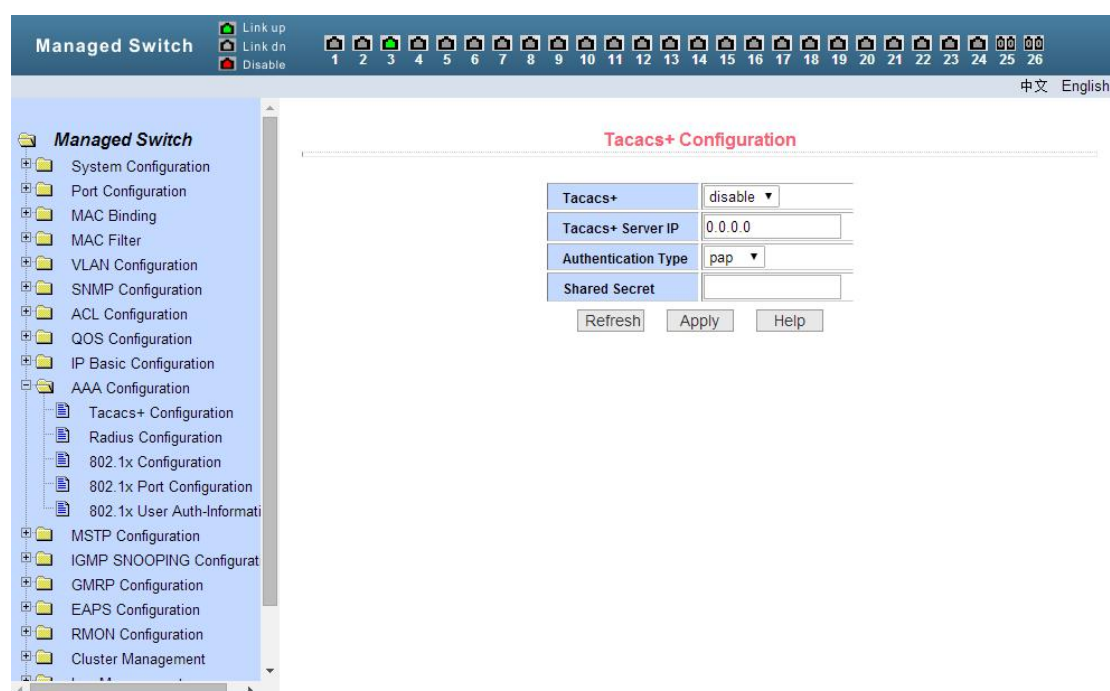 Managed Switch
Link up
Link dn
Disable
1 2 3 4 5 6 7 8 9 10 11 12 13 14 15 16 17 18 19 20 21 22 23 24 25 26
中文 English
Managed Switch
System Configuration
Port Configuration
MAC Binding
MAC Filter
VLAN Configuration
SNMP Configuration
ACL Configuration
QOS Configuration
IP Basic Configuration
AAA Configuration
Tacacs+ Configuration
Radius Configuration
802.1x Configuration
802.1x Port Configuration
802.1x User Auth-Informati
MSTP Configuration
IGMP SNOOPING Configurat
GMRP Configuration
EAPS Configuration
RMON Configuration
Cluster Management
Tacacs+ Configuration
Tacacs+ disable
Tacacs+ Server IP 0.0.0.0
Authentication Type pap
Shared Secret
Refresh Apply Help